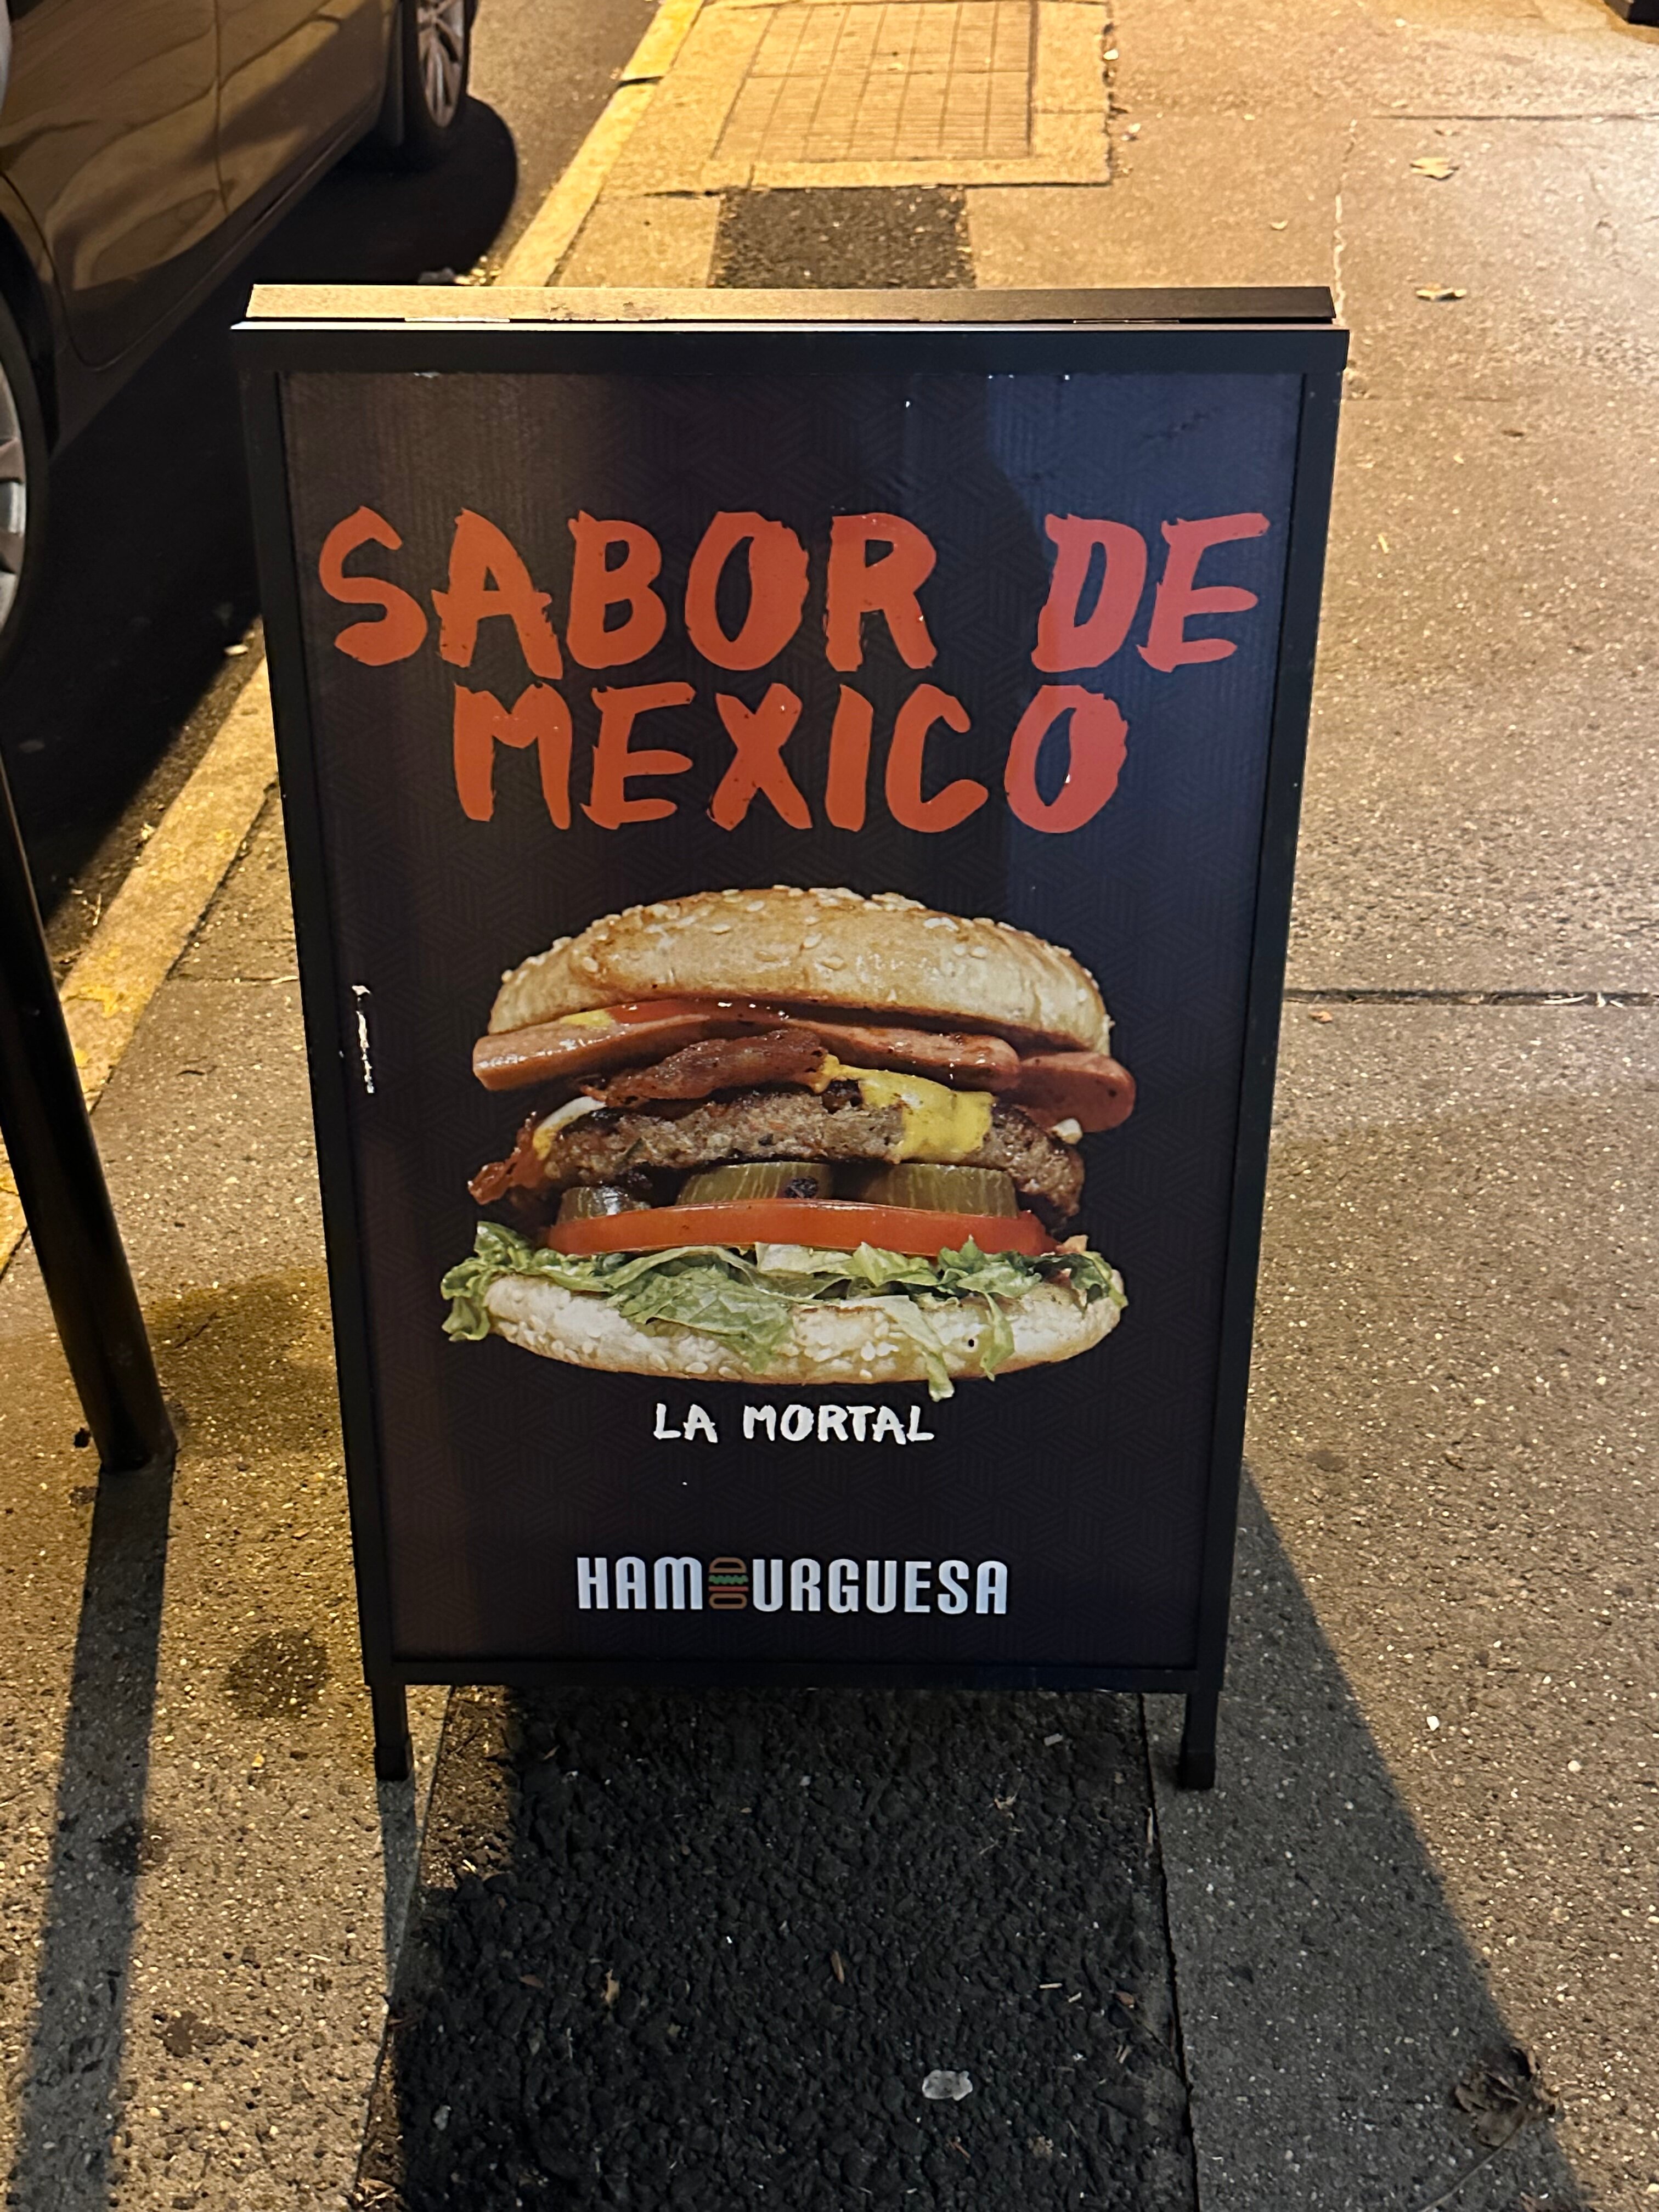 SABOR DE
MEXICO
LA MORTAL
HAMBURGUESA